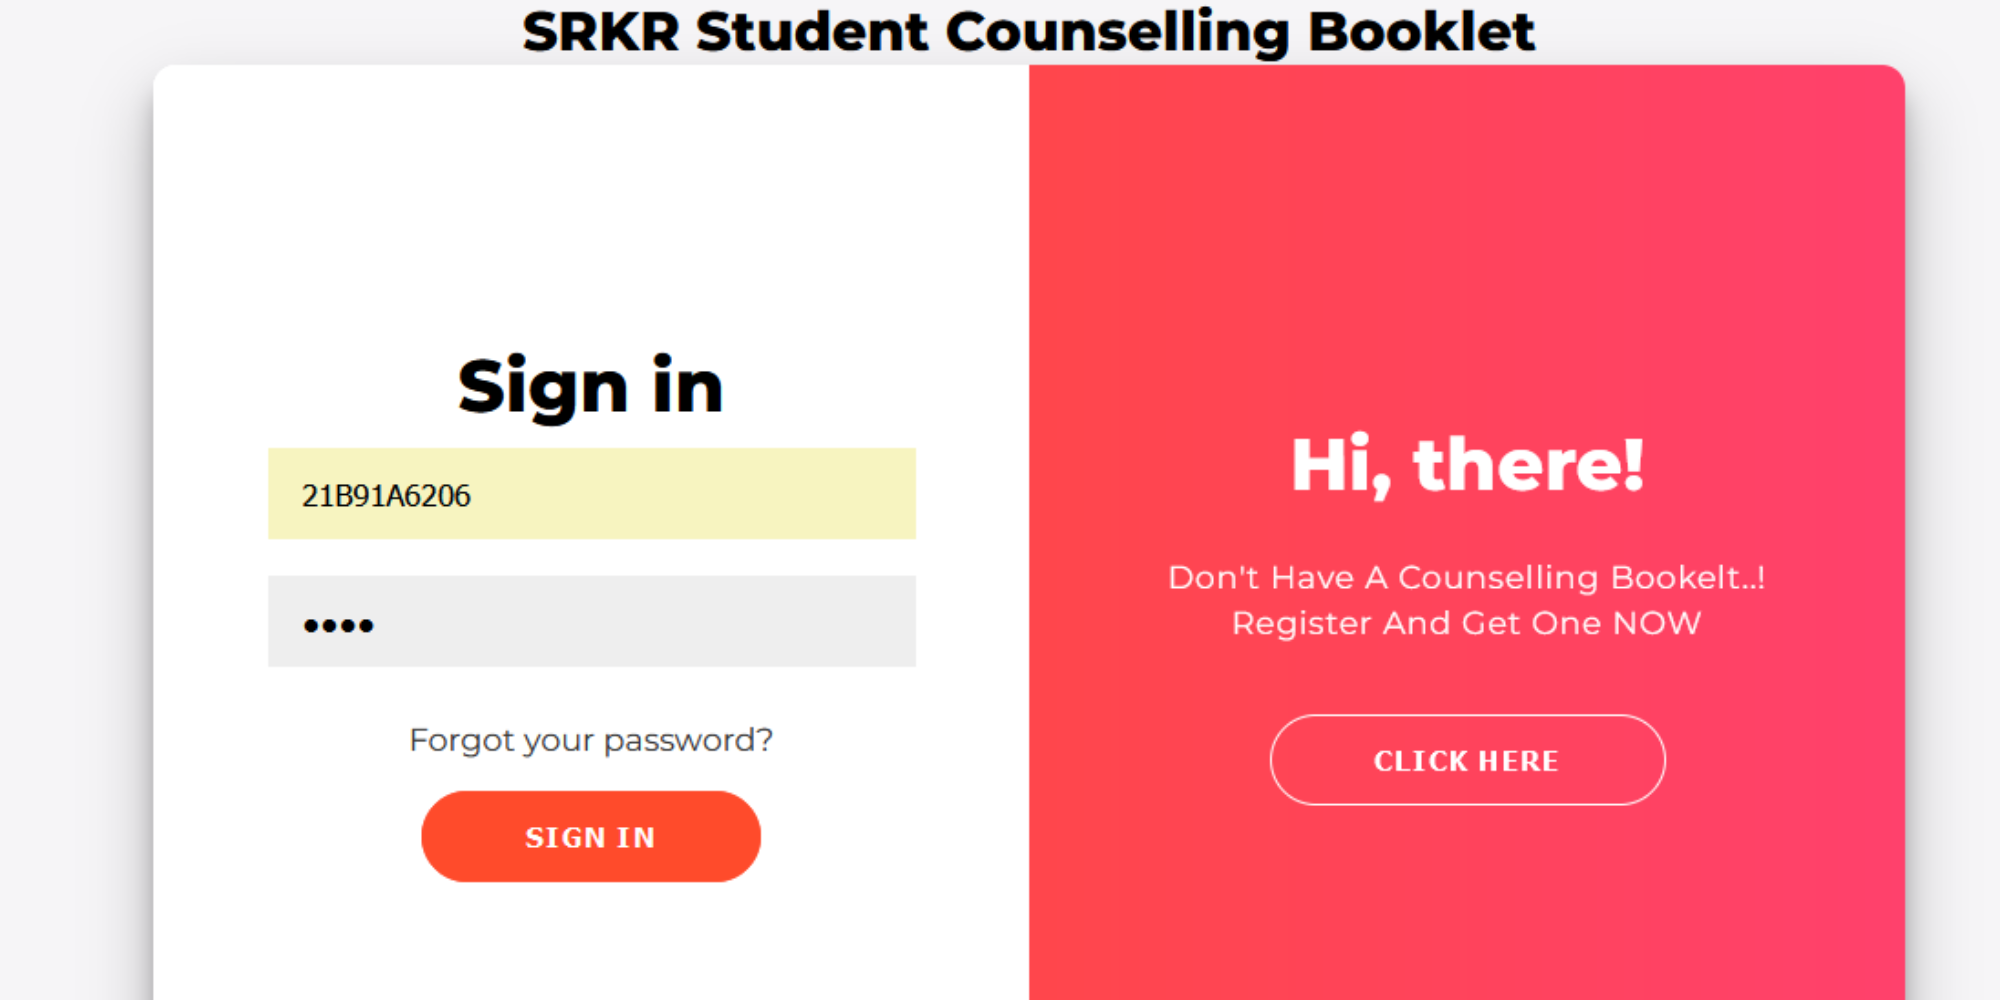 SRKR Student Counselling Booklet
Sign in
21B91A6206
••••
Forgot your password?
SIGN IN
Hi, there!
Don't Have A Counselling Bookelt..!
Register And Get One NOW
CLICK HERE